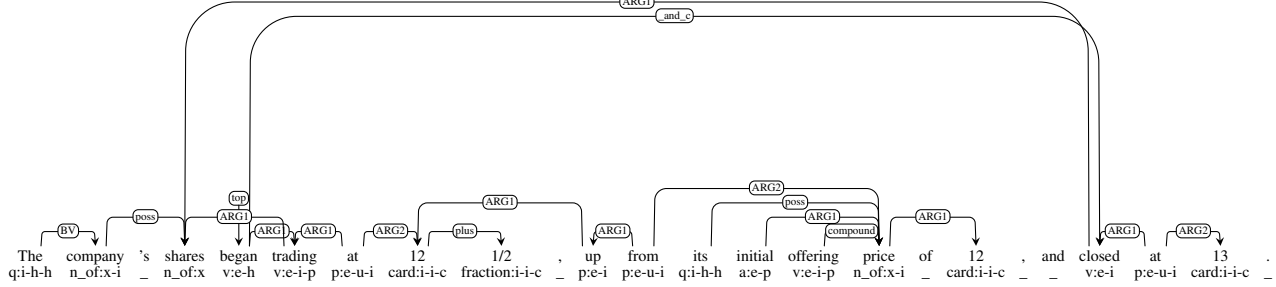 ARG1
_and_c
ARG2
top
ARG1
poss
poss
ARG1
ARG1
BV
ARG1
ARG1
ARG2
plus
ARG1
compound
ARG1
ARG1
ARG2
The company 's shares began trading at 12 1/2 , up from its initial offering price of 12 , and closed at 13 .
q:i-h-h n_of:x-i _ n_of:x v:e-h v:e-i-p p:e-u-i card:i-i-c fraction:i-i-c _ p:e-i p:e-u-i q:i-h-h a:e-p v:e-i-p n_of:x-i _ card:i-i-c _ _ v:e-i p:e-u-i card:i-i-c _